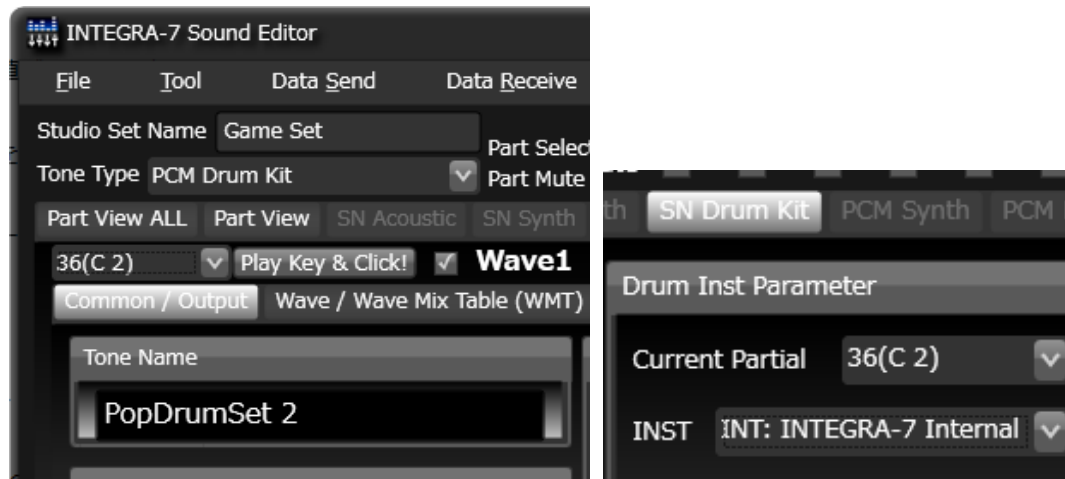 INTEGRA-7 Sound Editor
File Tool Data Send Data Receive
Studio Set Name Game Set
Part Selec
Tone Type PCM Drum Kit
Part Mute
Part View ALL Part View SN Acoustic SN Synth
36(C 2) Play Key & Click! Wave1
Common / Output Wave / Wave Mix Table (WMT)
Tone Name
PopDrumSet 2
th SN Drum Kit PCM Synth PCM
Drum Inst Parameter
Current Partial 36(C 2)
INST INT: INTEGRA-7 Internal